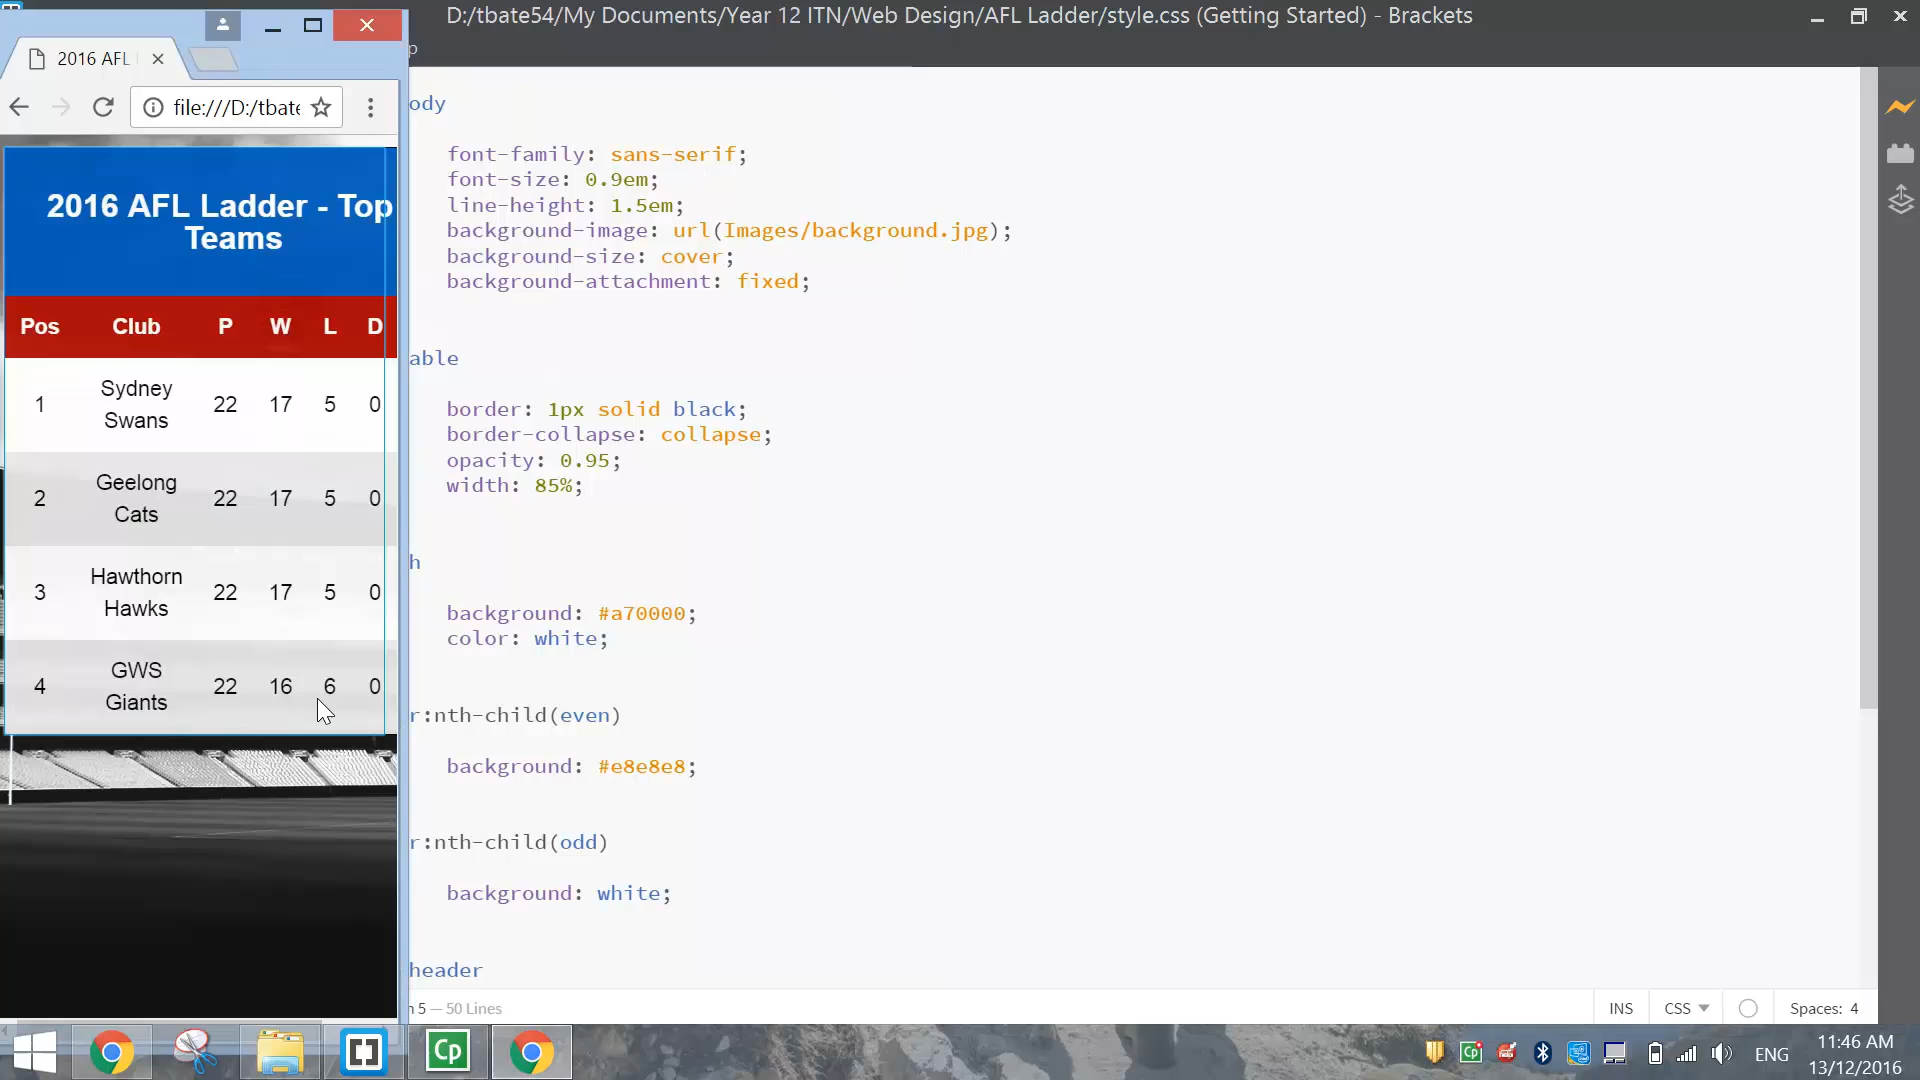 D:/tbate54/My Documents/Year 12 ITN/Web Design/AFL Ladder/style.css (Getting Started) - Brackets
p
2016 AFL
file:///D:/tbate
2016 AFL Ladder - Top
Teams
Pos Club P W L D
1 Sydney Swans 22 17 5 0
2 Geelong Cats 22 17 5 0
3 Hawthorn Hawks 22 17 5 0
4 GWS Giants 22 16 6 0
ody
font-family: sans-serif;
font-size: 0.9em;
line-height: 1.5em;
background-image: url(Images/background.jpg);
background-size: cover;
background-attachment: fixed;
able
border: 1px solid black;
border-collapse: collapse;
opacity: 0.95;
width: 85%;
h
background: #a70000;
color: white;
r:nth-child(even)
background: #e8e8e8;
r:nth-child(odd)
background: white;
header
n 5 — 50 Lines
INS CSS Spaces: 4
Cp
ENG
11:46 AM
13/12/2016